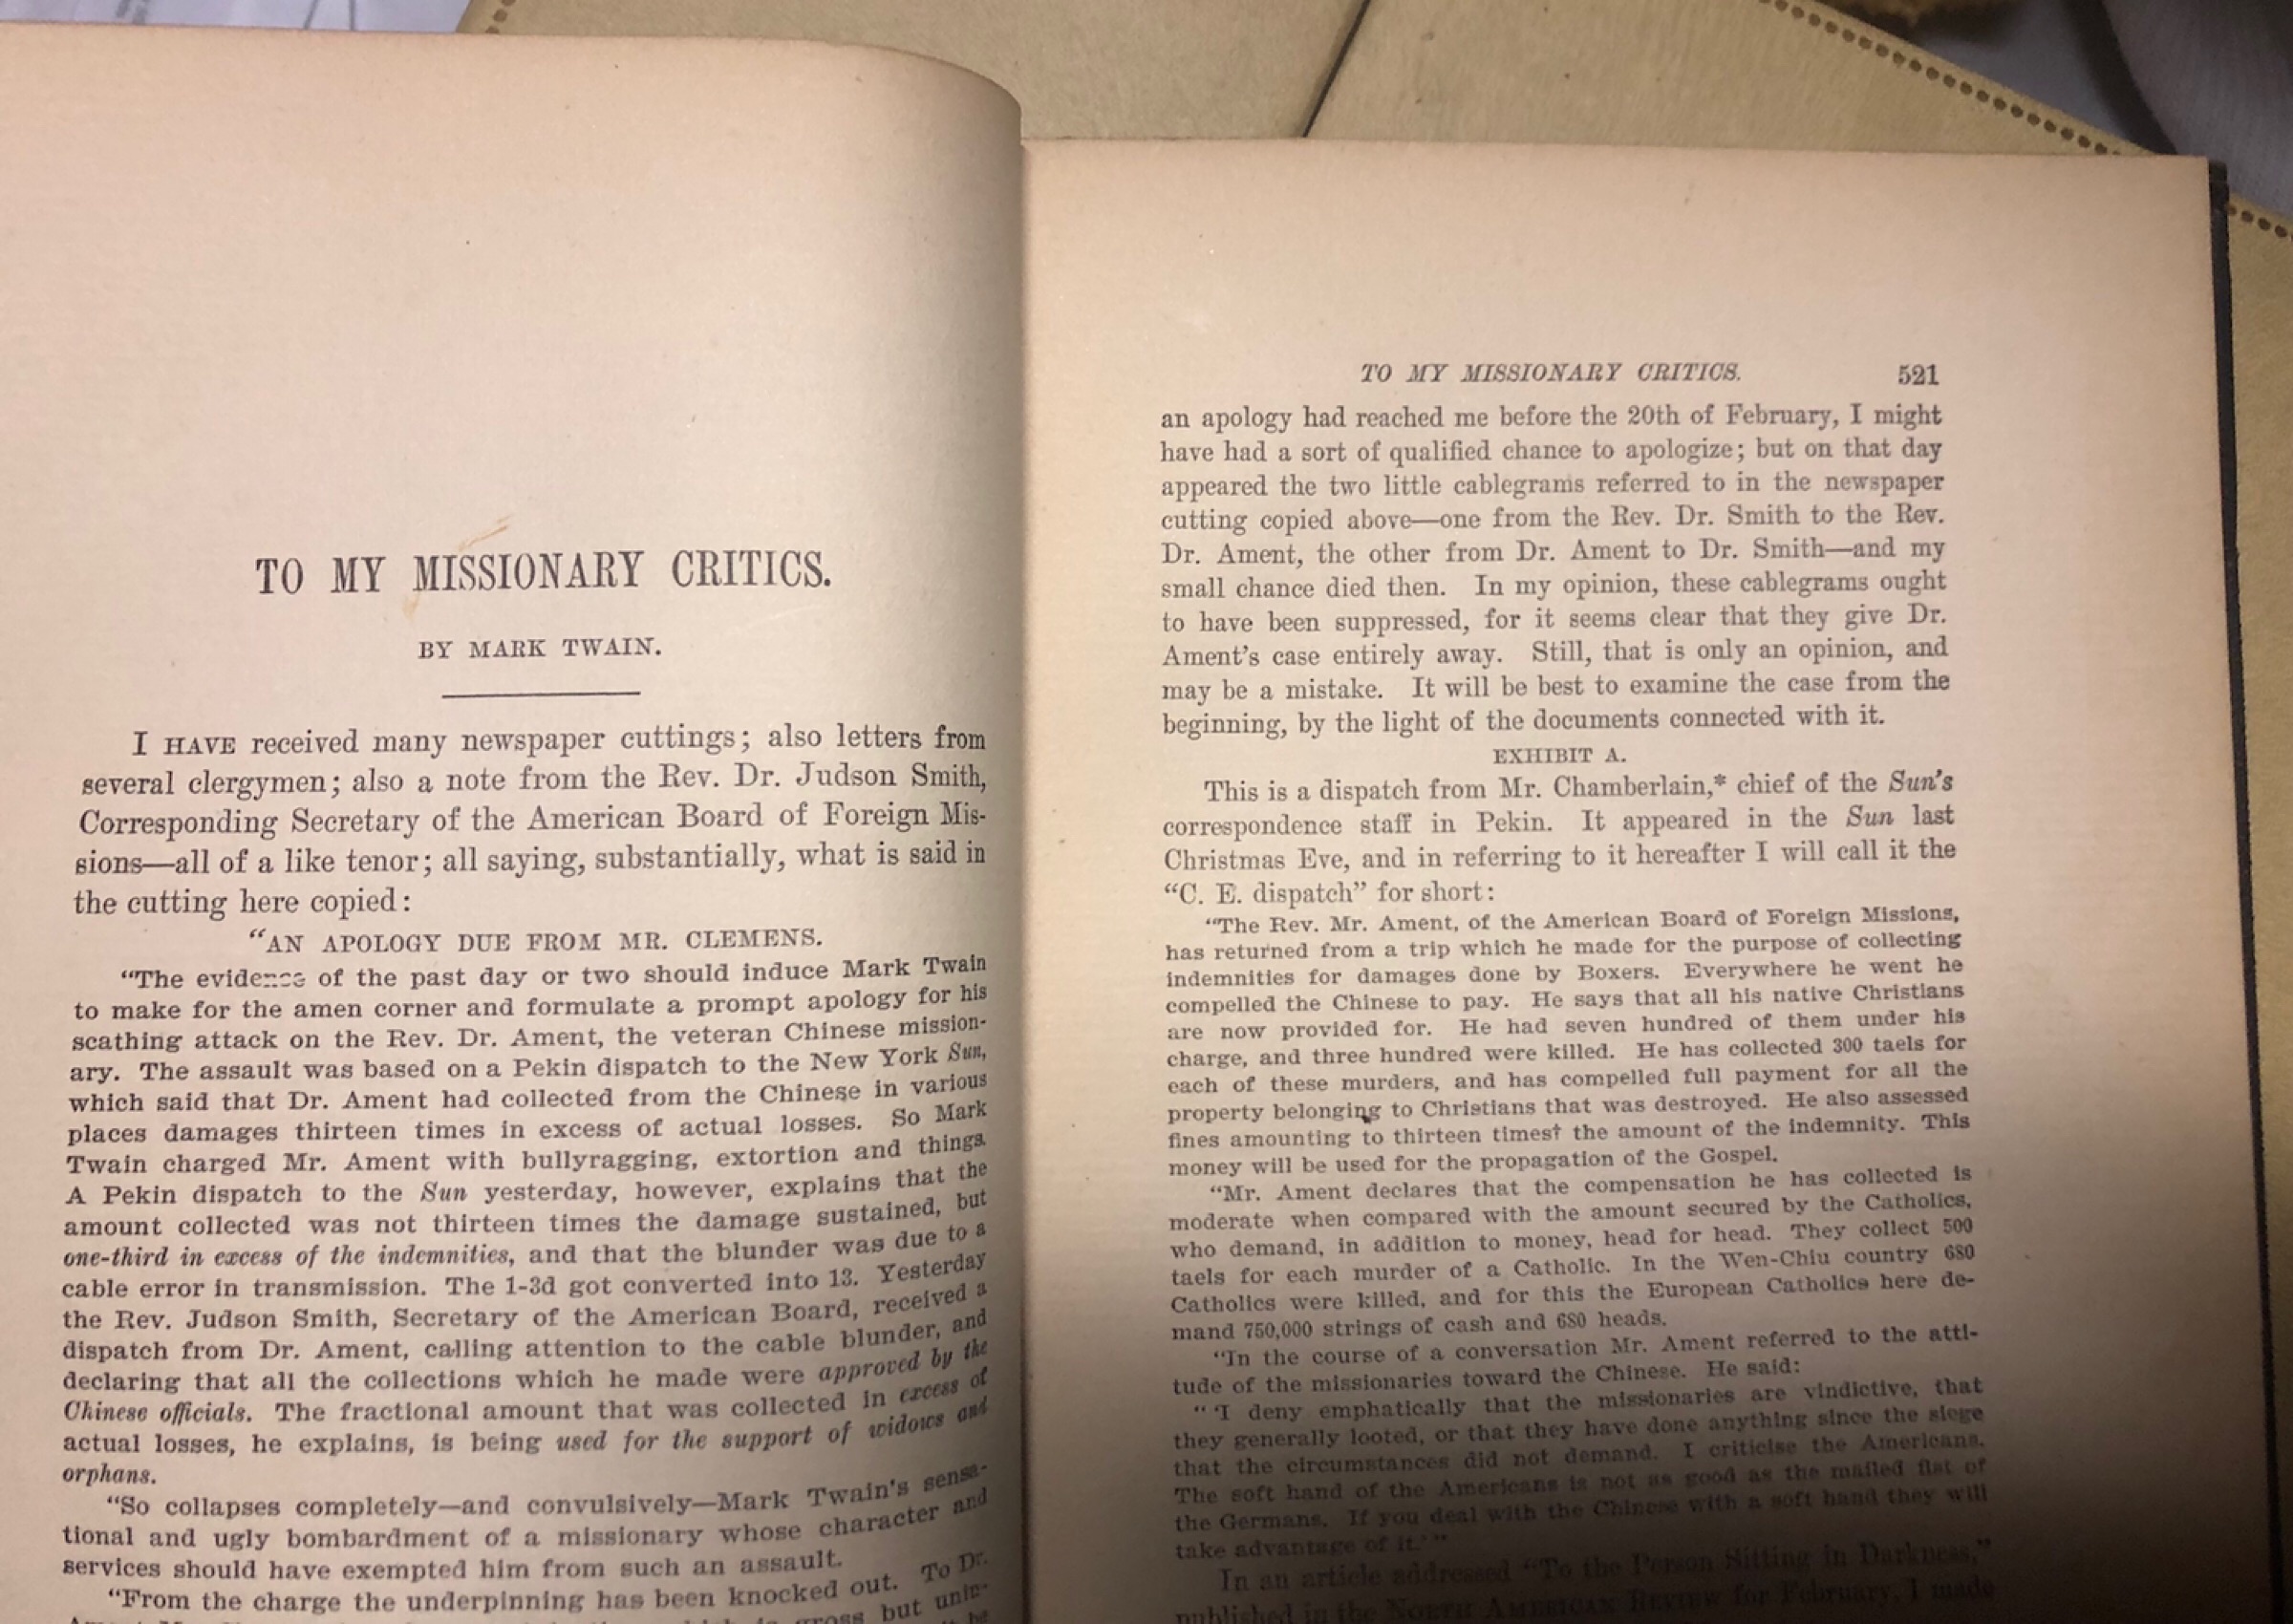 TO MY MISSIONARY CRITICS.
BY MARK TWAIN.
I HAVE received many newspaper cuttings; also letters from
several clergymen; also a note from the Rev. Dr. Judson Smith,
Corresponding Secretary of the American Board of Foreign Mis-
sions—all of a like tenor; all saying, substantially, what is said in
the cutting here copied:
“AN APOLOGY DUE FROM MR. CLEMENS.
“The evidence of the past day or two should induce Mark Twain
to make for the amen corner and formulate a prompt apology for his
scathing attack on the Rev. Dr. Ament, the veteran Chinese mission-
ary. The assault was based on a Pekin dispatch to the New York Sun,
which said that Dr. Ament had collected from the Chinese in various
places damages thirteen times in excess of actual losses. So Mark
Twain charged Mr. Ament with bullyragging, extortion and things.
A Pekin dispatch to the Sun yesterday, however, explains that the
amount collected was not thirteen times the damage sustained, but
one-third in excess of the indemnities, and that the blunder was due to a
cable error in transmission. The 1-3d got converted into 13. Yesterday
the Rev. Judson Smith, Secretary of the American Board, received a
dispatch from Dr. Ament, calling attention to the cable blunder, and
declaring that all the collections which he made were approved by the
Chinese officials. The fractional amount that was collected in excess of
actual losses, he explains, is being used for the support of widows and
orphans.
“So collapses completely—and convulsively—Mark Twain's sensa-
tional and ugly bombardment of a missionary whose character and
services should have exempted him from such an assault.
“From the charge the underpinning has been knocked out. To Dr.
gross but unin-
TO MY MISSIONARY CRITICS. 521
an apology had reached me before the 20th of February, I might
have had a sort of qualified chance to apologize; but on that day
appeared the two little cablegrams referred to in the newspaper
cutting copied above—one from the Rev. Dr. Smith to the Rev.
Dr. Ament, the other from Dr. Ament to Dr. Smith—and my
small chance died then. In my opinion, these cablegrams ought
to have been suppressed, for it seems clear that they give Dr.
Ament's case entirely away. Still, that is only an opinion, and
may be a mistake. It will be best to examine the case from the
beginning, by the light of the documents connected with it.
EXHIBIT A.
This is a dispatch from Mr. Chamberlain,* chief of the Sun's
correspondence staff in Pekin. It appeared in the Sun last
Christmas Eve, and in referring to it hereafter I will call it the
“C. E. dispatch” for short:
“The Rev. Mr. Ament, of the American Board of Foreign Missions,
has returned from a trip which he made for the purpose of collecting
indemnities for damages done by Boxers. Everywhere he went he
compelled the Chinese to pay. He says that all his native Christians
are now provided for. He had seven hundred of them under his
charge, and three hundred were killed. He has collected 300 taels for
each of these murders, and has compelled full payment for all the
property belonging to Christians that was destroyed. He also assessed
fines amounting to thirteen times† the amount of the indemnity. This
money will be used for the propagation of the Gospel.
“Mr. Ament declares that the compensation he has collected is
moderate when compared with the amount secured by the Catholics,
who demand, in addition to money, head for head. They collect 500
taels for each murder of a Catholic. In the Wen-Chiu country 680
Catholics were killed, and for this the European Catholics here de-
mand 750,000 strings of cash and 680 heads.
“In the course of a conversation Mr. Ament referred to the atti-
tude of the missionaries toward the Chinese. He said:
“ ‘I deny emphatically that the missionaries are vindictive, that
they generally looted, or that they have done anything since the siege
that the circumstances did not demand. I criticise the Americans.
The soft hand of the Americans is not as good as the mailed fist of
the Germans. If you deal with the Chinese with a soft hand they will
take advantage of it.’ ”
In an article addressed “To the Person Sitting in Darkness,”
published in the NORTH AMERICAN REVIEW for February, I made